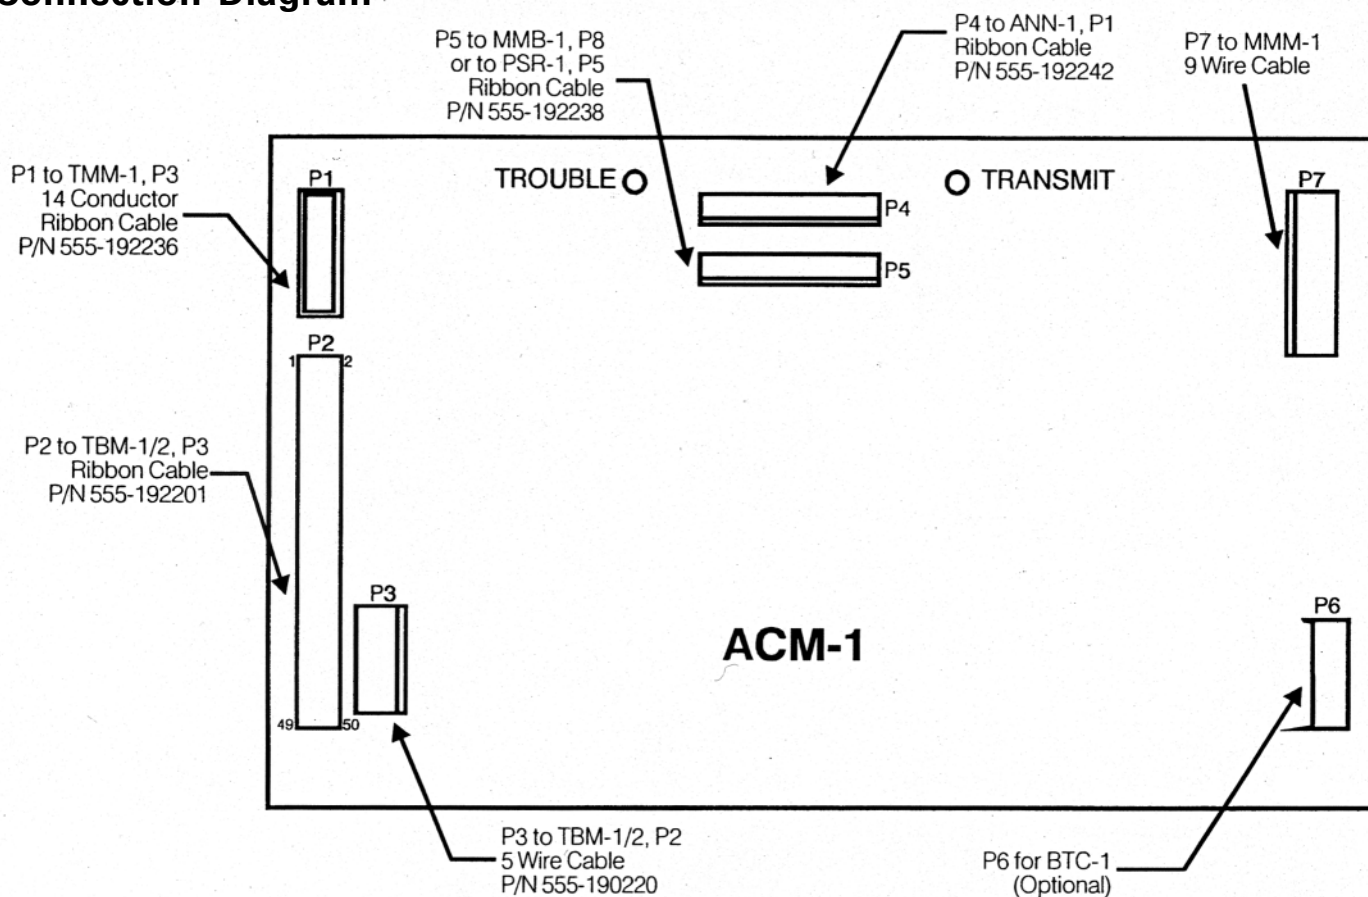 Connection Diagram
P5 to MMB-1, P8
or to PSR-1, P5
Ribbon Cable
P/N 555-192238
P4 to ANN-1, P1
Ribbon Cable
P/N 555-192242
P7 to MMM-1
9 Wire Cable
P1 to TMM-1, P3
14 Conductor
Ribbon Cable
P/N 555-192236
P1
TROUBLE
TRANSMIT
P4
P5
P7
P2
1
2
P2 to TBM-1/2, P3
Ribbon Cable
P/N 555-192201
P3
ACM-1
P6
49
50
P3 to TBM-1/2, P2
5 Wire Cable
P/N 555-190220
P6 for BTC-1
(Optional)